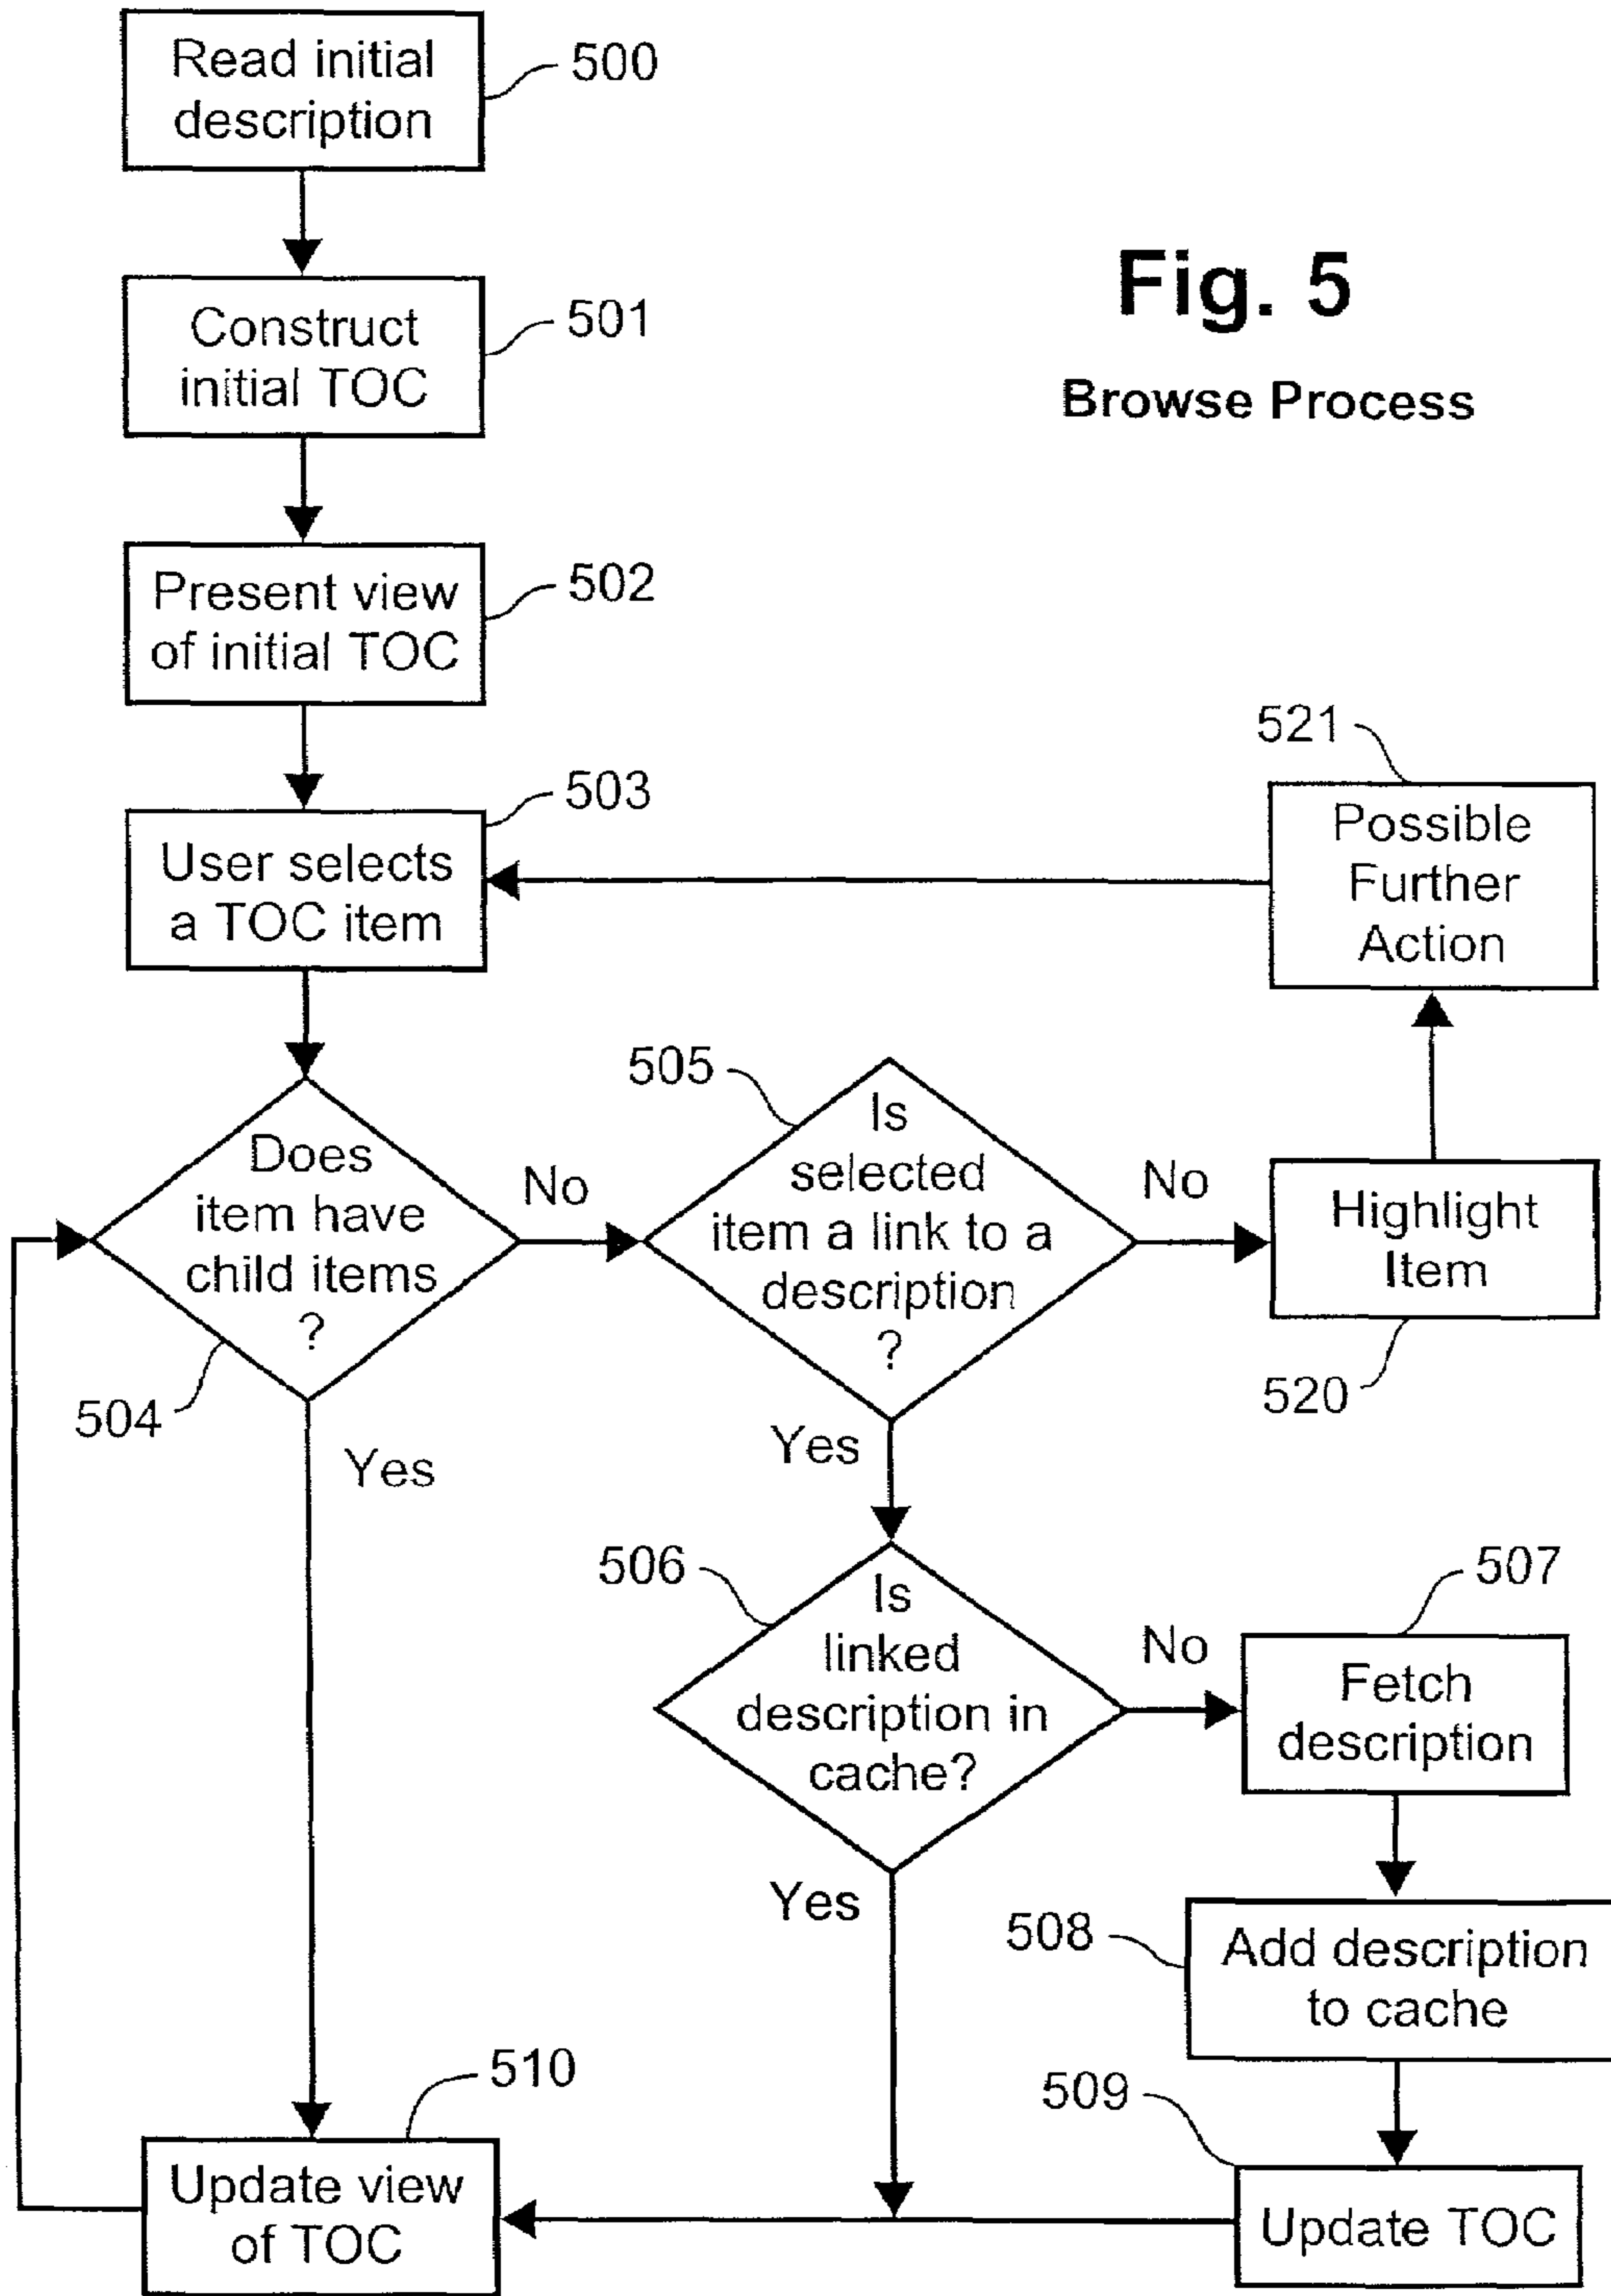 Read initial
description
500
Fig. 5
Browse Process
Construct
initial TOC
501
Present view
of initial TOC
502
User selects
a TOC item
503
521
Possible
Further
Action
Does
item have
child items
?
504
No
Yes
505
Is
selected
item a link to a
description
?
No
Yes
Highlight
Item
520
506
Is
linked
description in
cache?
No
Yes
507
Fetch
description
508
Add description
to cache
509
Update TOC
510
Update view
of TOC